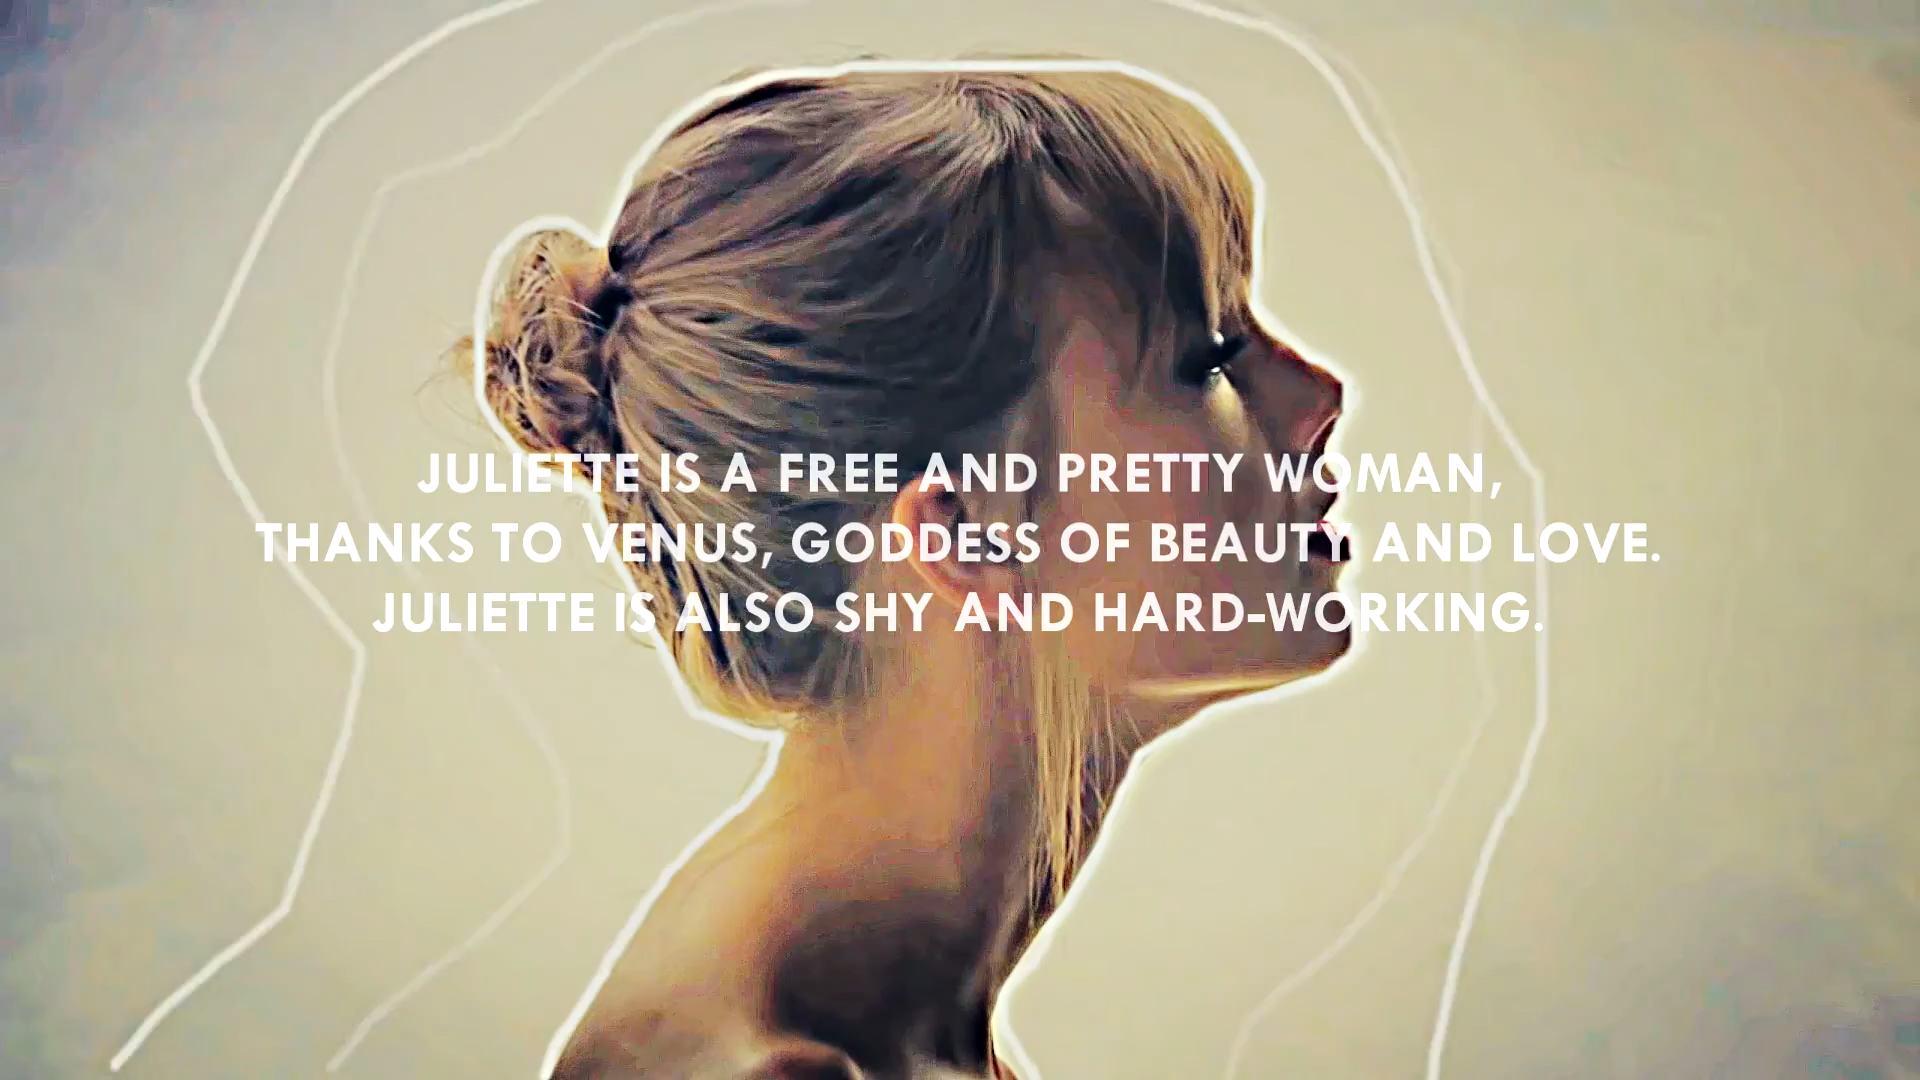 JULIETTE IS A FREE AND PRETTY WOMAN,
THANKS TO VENUS, GODDESS OF BEAUTY AND LOVE.
JULIETTE IS ALSO SHY AND HARD-WORKING.